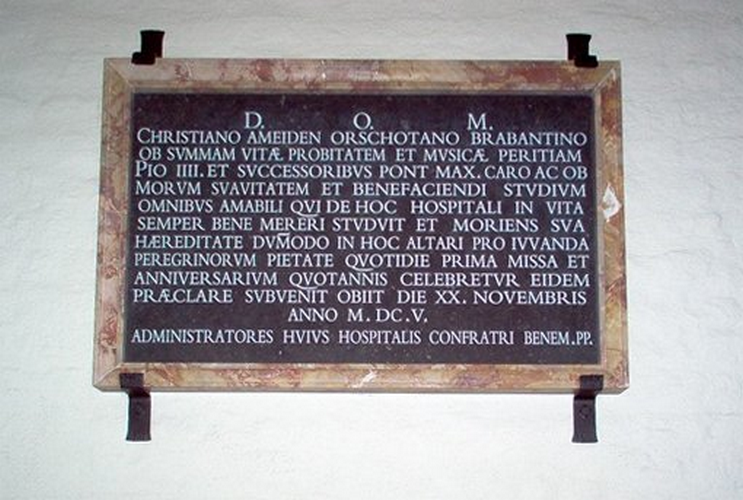 D. O. M.
CHRISTIANO AMEIDEN ORSCHOTANO BRABANTINO
OB SVMMAM VITÆ PROBITATEM ET MVSICÆ PERITIAM
PIO IIII. ET SVCCESSORIBVS PONT MAX. CARO AC OB
MORVM SVAVITATEM ET BENEFACIENDI STVDIVM
OMNIBVS AMABILI QVI DE HOC HOSPITALI IN VITA
SEMPER BENE MERERI STVDVIT ET MORIENS SVA
HÆREDITATE DVMODO IN HOC ALTARI PRO IVVANDA
PEREGRINORVM PIETATE QVOTIDIE PRIMA MISSA ET
ANNIVERSARIVM QVOTANNIS CELEBRETVR EIDEM
PRÆCLARE SVBVENIT OBIIT DIE XX. NOVEMBRIS
ANNO M. DC. V.
ADMINISTRATORES HVIVS HOSPITALIS CONFRATRI BENEM. PP.